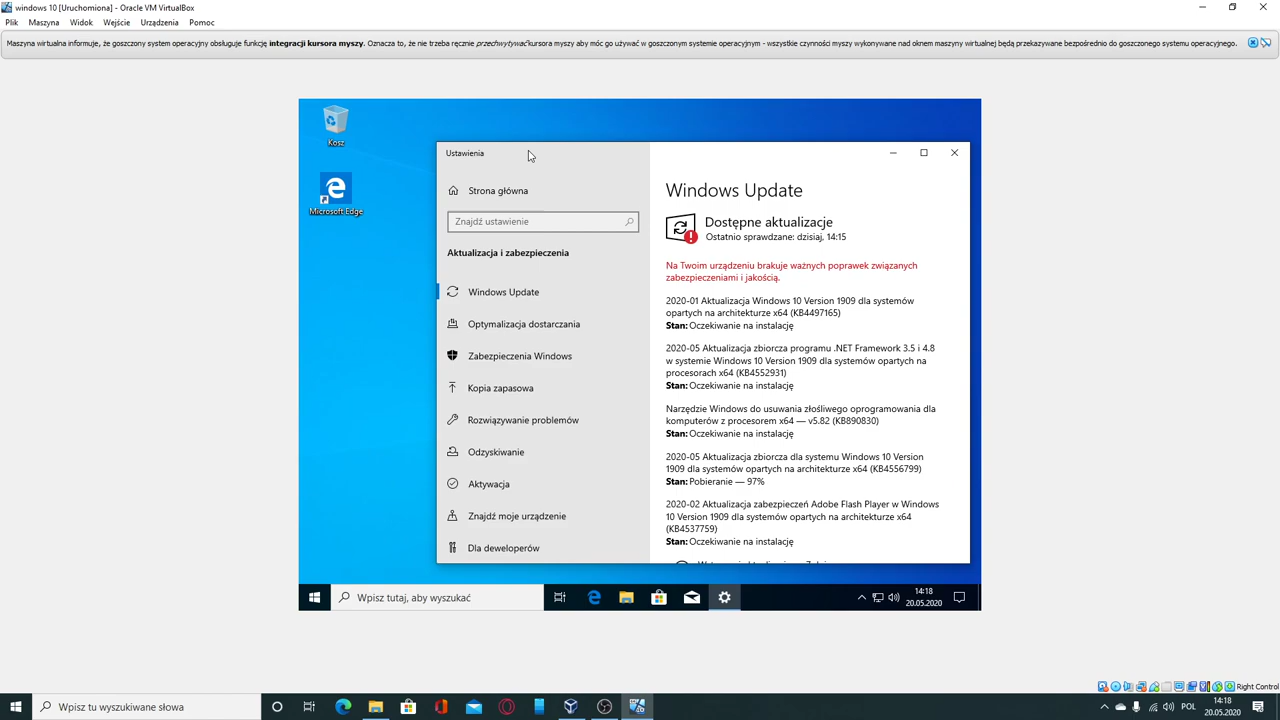 windows 10 [Uruchomiona] - Oracle VM VirtualBox
Plik Maszyna Widok Wejście Urządzenia Pomoc
Maszyna wirtualna informuje, że goszczony system operacyjny obsługuje funkcję integracji kursora myszy. Oznacza to, że nie trzeba ręcznie przechwytywać kursora myszy aby móc go używać w goszczonym systemie operacyjnym - wszystkie czynności myszy wykonywane nad oknem maszyny wirtualnej będą przekazywane bezpośrednio do goszczonego systemu operacyjnego.
Kosz
Microsoft Edge
Ustawienia
Strona główna
Znajdź ustawienie
Aktualizacja i zabezpieczenia
Windows Update
Optymalizacja dostarczania
Zabezpieczenia Windows
Kopia zapasowa
Rozwiązywanie problemów
Odzyskiwanie
Aktywacja
Znajdź moje urządzenie
Dla deweloperów
Windows Update
Dostępne aktualizacje
Ostatnio sprawdzane: dzisiaj, 14:15
Na Twoim urządzeniu brakuje ważnych poprawek związanych
zabezpieczeniami i jakością.
2020-01 Aktualizacja Windows 10 Version 1909 dla systemów
opartych na architekturze x64 (KB4497165)
Stan: Oczekiwanie na instalację
2020-05 Aktualizacja zbiorcza programu .NET Framework 3.5 i 4.8
w systemie Windows 10 Version 1909 dla systemów opartych na
procesorach x64 (KB4552931)
Stan: Oczekiwanie na instalację
Narzędzie Windows do usuwania złośliwego oprogramowania dla
komputerów z procesorem x64 — v5.82 (KB890830)
Stan: Oczekiwanie na instalację
2020-05 Aktualizacja zbiorcza dla systemu Windows 10 Version
1909 dla systemów opartych na architekturze x64 (KB4556799)
Stan: Pobieranie — 97%
2020-02 Aktualizacja zabezpieczeń Adobe Flash Player w Windows
10 Version 1909 dla systemów opartych na architekturze x64
(KB4537759)
Stan: Oczekiwanie na instalację
Wpisz tutaj, aby wyszukać
14:18
20.05.2020
Right Control
Wpisz tu wyszukiwane słowa
POL
14:18
20.05.2020